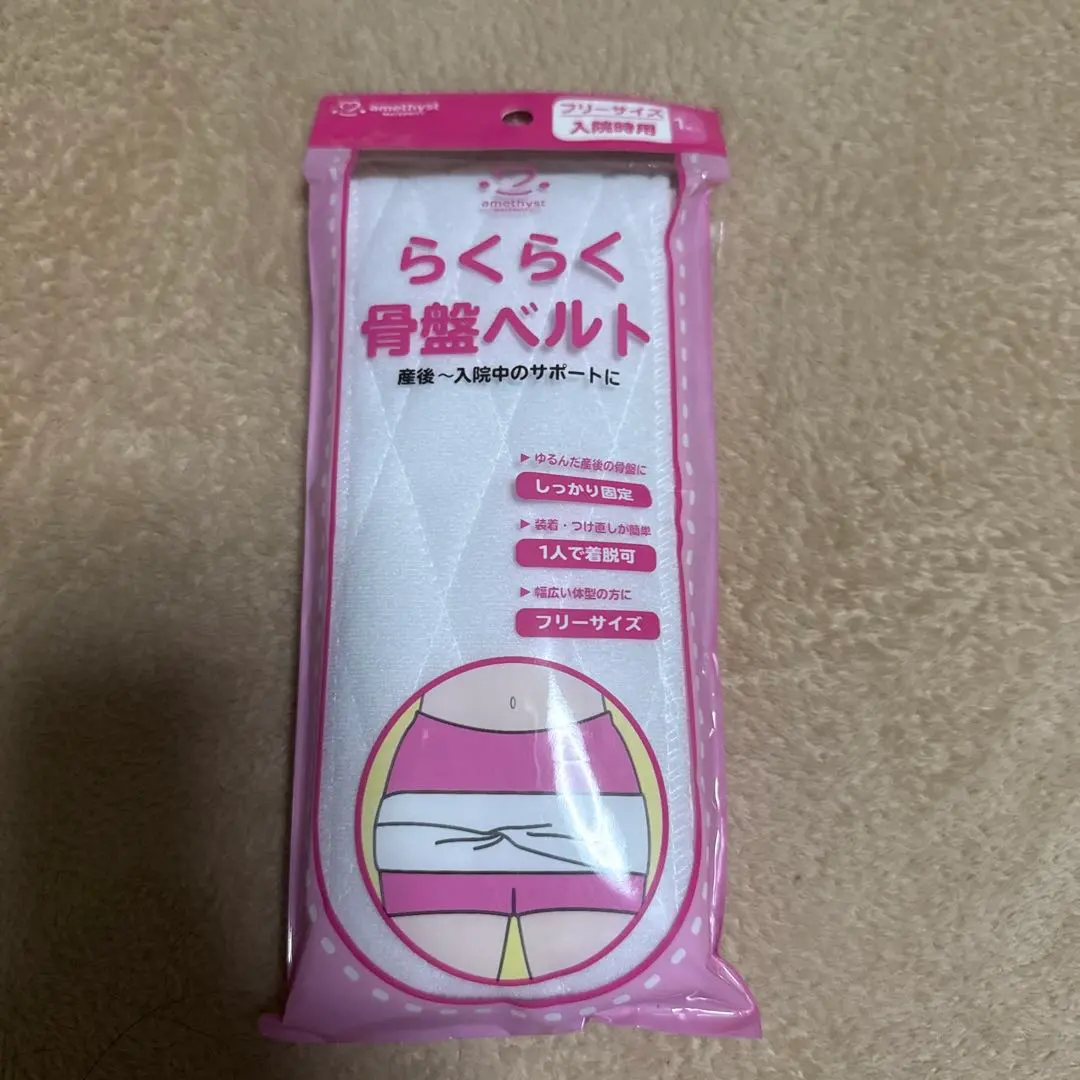 amethyst
フリーサイズ
入院時用
amethyst
らくらく
骨盤ベルト
産後～入院中のサポートに
▶ ゆるんだ産後の骨盤に
しっかり固定
▶ 装着・つけ直しが簡単
1人で着脱可
▶ 幅広い体型の方に
フリーサイズ